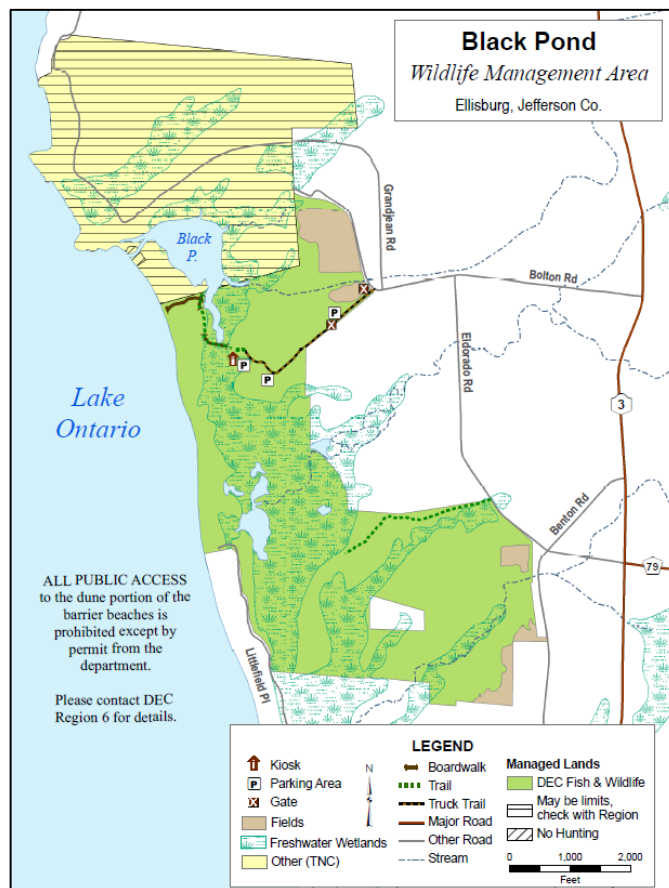 Black Pond
Wildlife Management Area
Ellisburg, Jefferson Co.
Grandjean Rd
Black
P.
Bolton Rd
P
P
P
Eldorado Rd
Lake
Ontario
3
Benton Rd
79
ALL PUBLIC ACCESS
to the dune portion of the
barrier beaches is
prohibited except by
permit from the
department.
Please contact DEC
Region 6 for details.
Littlefield Pl
LEGEND
Kiosk
P Parking Area
Gate
Fields
Freshwater Wetlands
Other (TNC)
N
Boardwalk
Trail
Truck Trail
Major Road
Other Road
Stream
Managed Lands
DEC Fish & Wildlife
May be limits,
check with Region
No Hunting
0 1,000 2,000
Feet